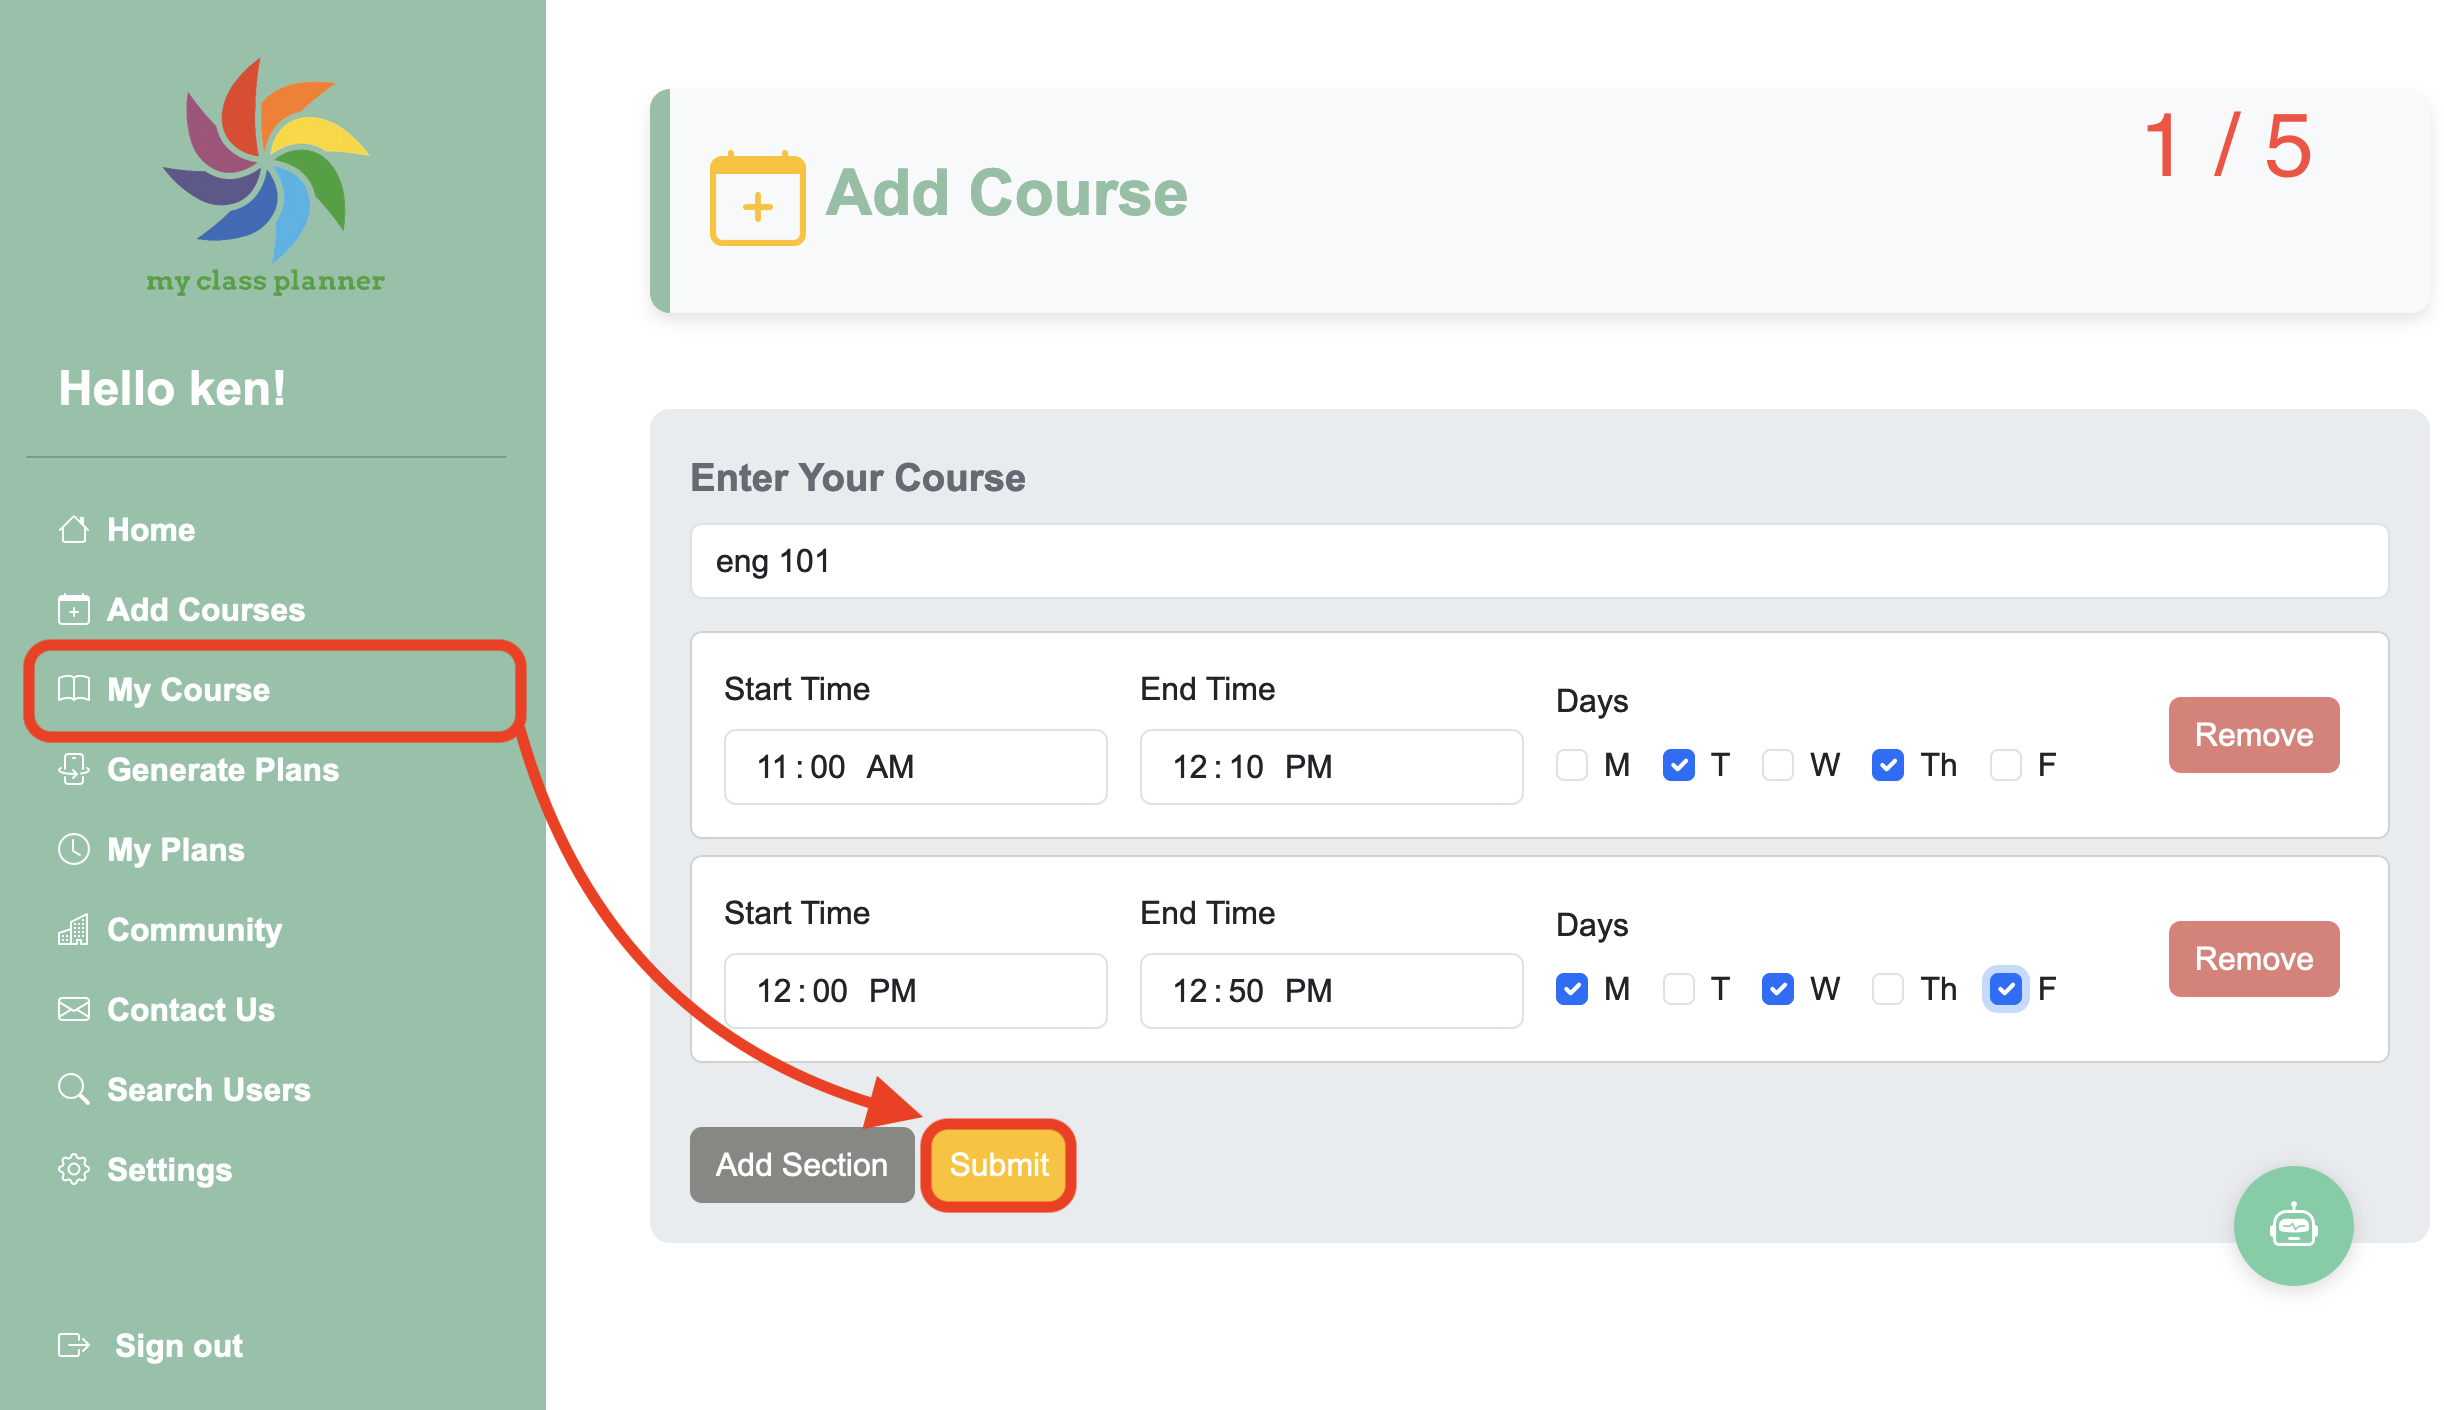 my class planner
Hello ken!
Home
Add Courses
My Course
Generate Plans
My Plans
Community
Contact Us
Search Users
Settings
Sign out
Add Course
1 / 5
Enter Your Course
eng 101
Start Time End Time Days
11:00 AM 12:10 PM M T W Th F
Remove
Start Time End Time Days
12:00 PM 12:50 PM M T W Th F
Remove
Add Section Submit